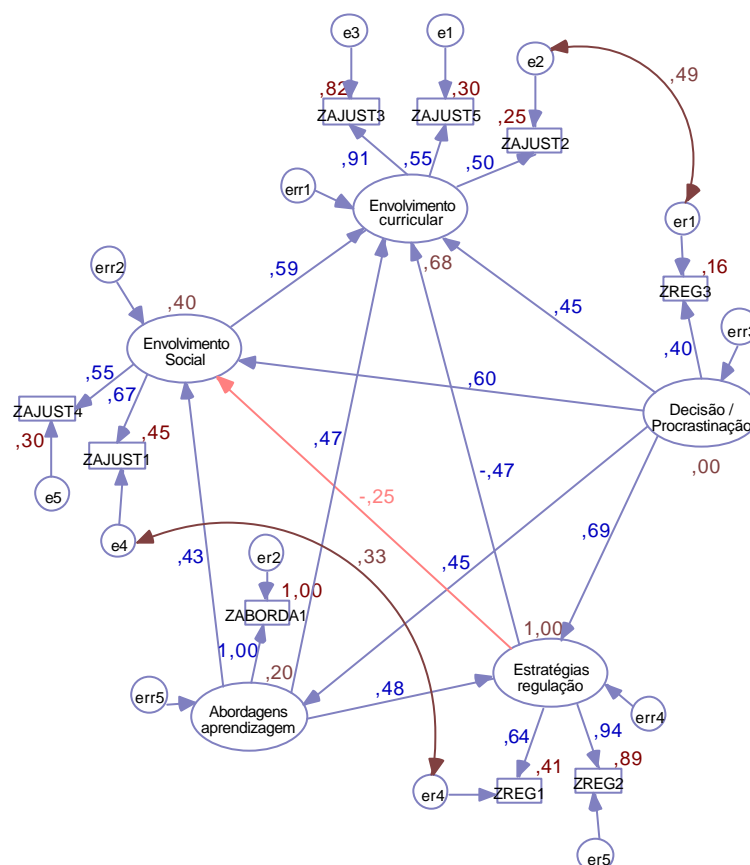 e3
e1
e2
,49
,82
,30
,25
ZAJUST3
ZAJUST5
ZAJUST2
,91
,55
,50
err1
Envolvimento
curricular
er1
,68
,16
err2
,59
ZREG3
,40
,45
err3
,40
Envolvimento
Social
,55
,67
,60
Decisão /
Procrastinação
ZAJUST4
,45
,30
ZAJUST1
,47
-,47
,00
e5
-,25
e4
,43
er2
,33
,45
,69
1,00
ZABORDA1
1,00
1,00
,20
Estratégias
regulação
err5
Abordagens
aprendizagem
,48
err4
,64
,94
,41
,89
er4
ZREG1
ZREG2
er5